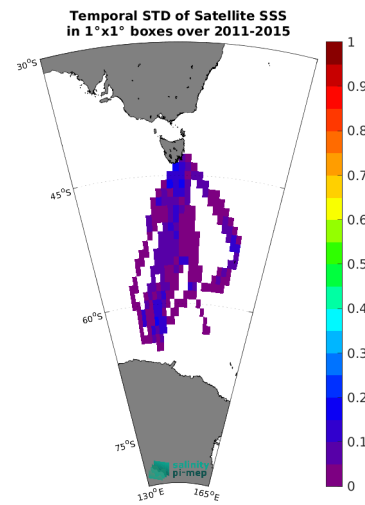 Temporal STD of Satellite SSS
in 1°x1° boxes over 2011-2015
30°S
45°S
60°S
75°S
130°E
165°E
1
0.9
0.8
0.7
0.6
0.5
0.4
0.3
0.2
0.1
0
salinity
pi-mep